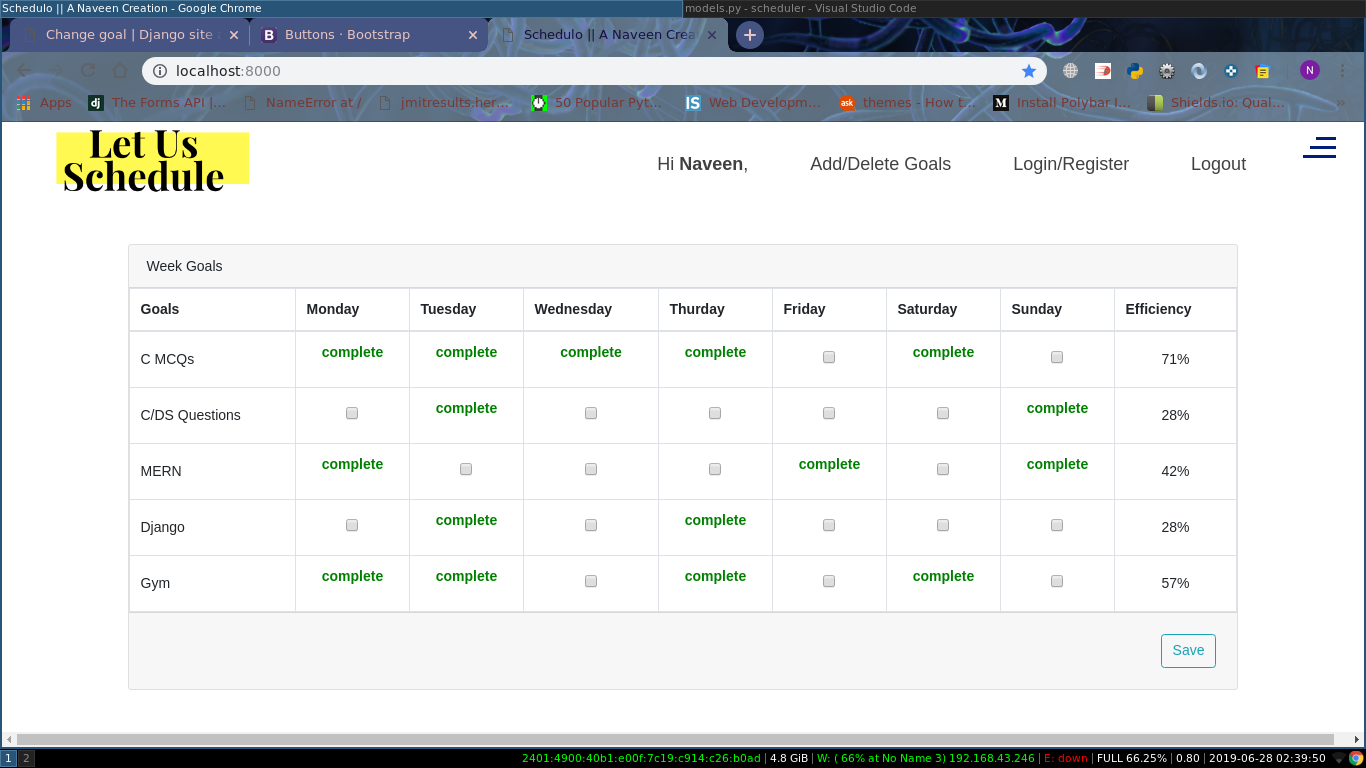 Schedulo || A Naveen Creation - Google Chrome models.py - scheduler - Visual Studio Code
Change goal | Django site Buttons · Bootstrap Schedulo || A Naveen Crea
localhost:8000 N
Apps dj The Forms API |... NameError at / jmitresults.her... 50 Popular Pyt... IS Web Developm... ask themes - How t... M Install Polybar I... Shields.io: Qual... »
Let Us
Schedule
Hi Naveen, Add/Delete Goals Login/Register Logout
Week Goals
Goals Monday Tuesday Wednesday Thurday Friday Saturday Sunday Efficiency
C MCQs complete complete complete complete complete 71%
C/DS Questions complete complete 28%
MERN complete complete complete 42%
Django complete complete 28%
Gym complete complete complete complete 57%
Save
1 2 2401:4900:40b1:e00f:7c19:c914:c26:b0ad | 4.8 GiB | W: ( 66% at No Name 3) 192.168.43.246 | E: down | FULL 66.25% | 0.80 | 2019-06-28 02:39:50